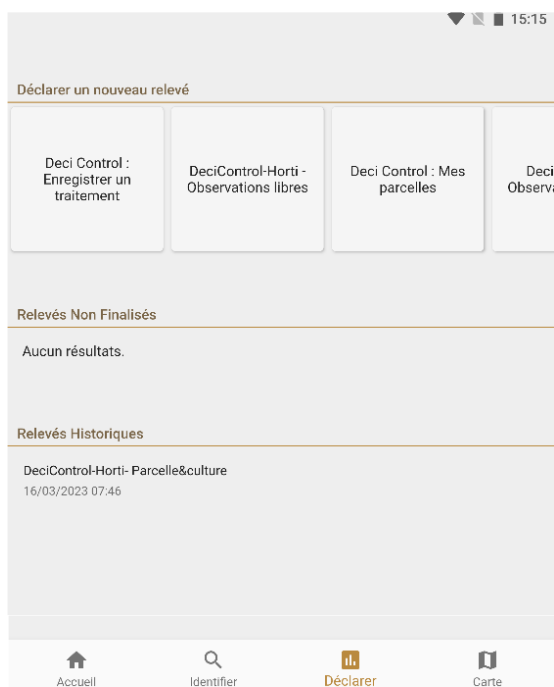 15:15
Déclarer un nouveau relevé
Deci Control :
Enregistrer un
traitement
DeciControl-Horti -
Observations libres
Deci Control : Mes
parcelles
Deci
Observa
Relevés Non Finalisés
Aucun résultats.
Relevés Historiques
DeciControl-Horti- Parcelle&culture
16/03/2023 07:46
Accueil
Identifier
Déclarer
Carte